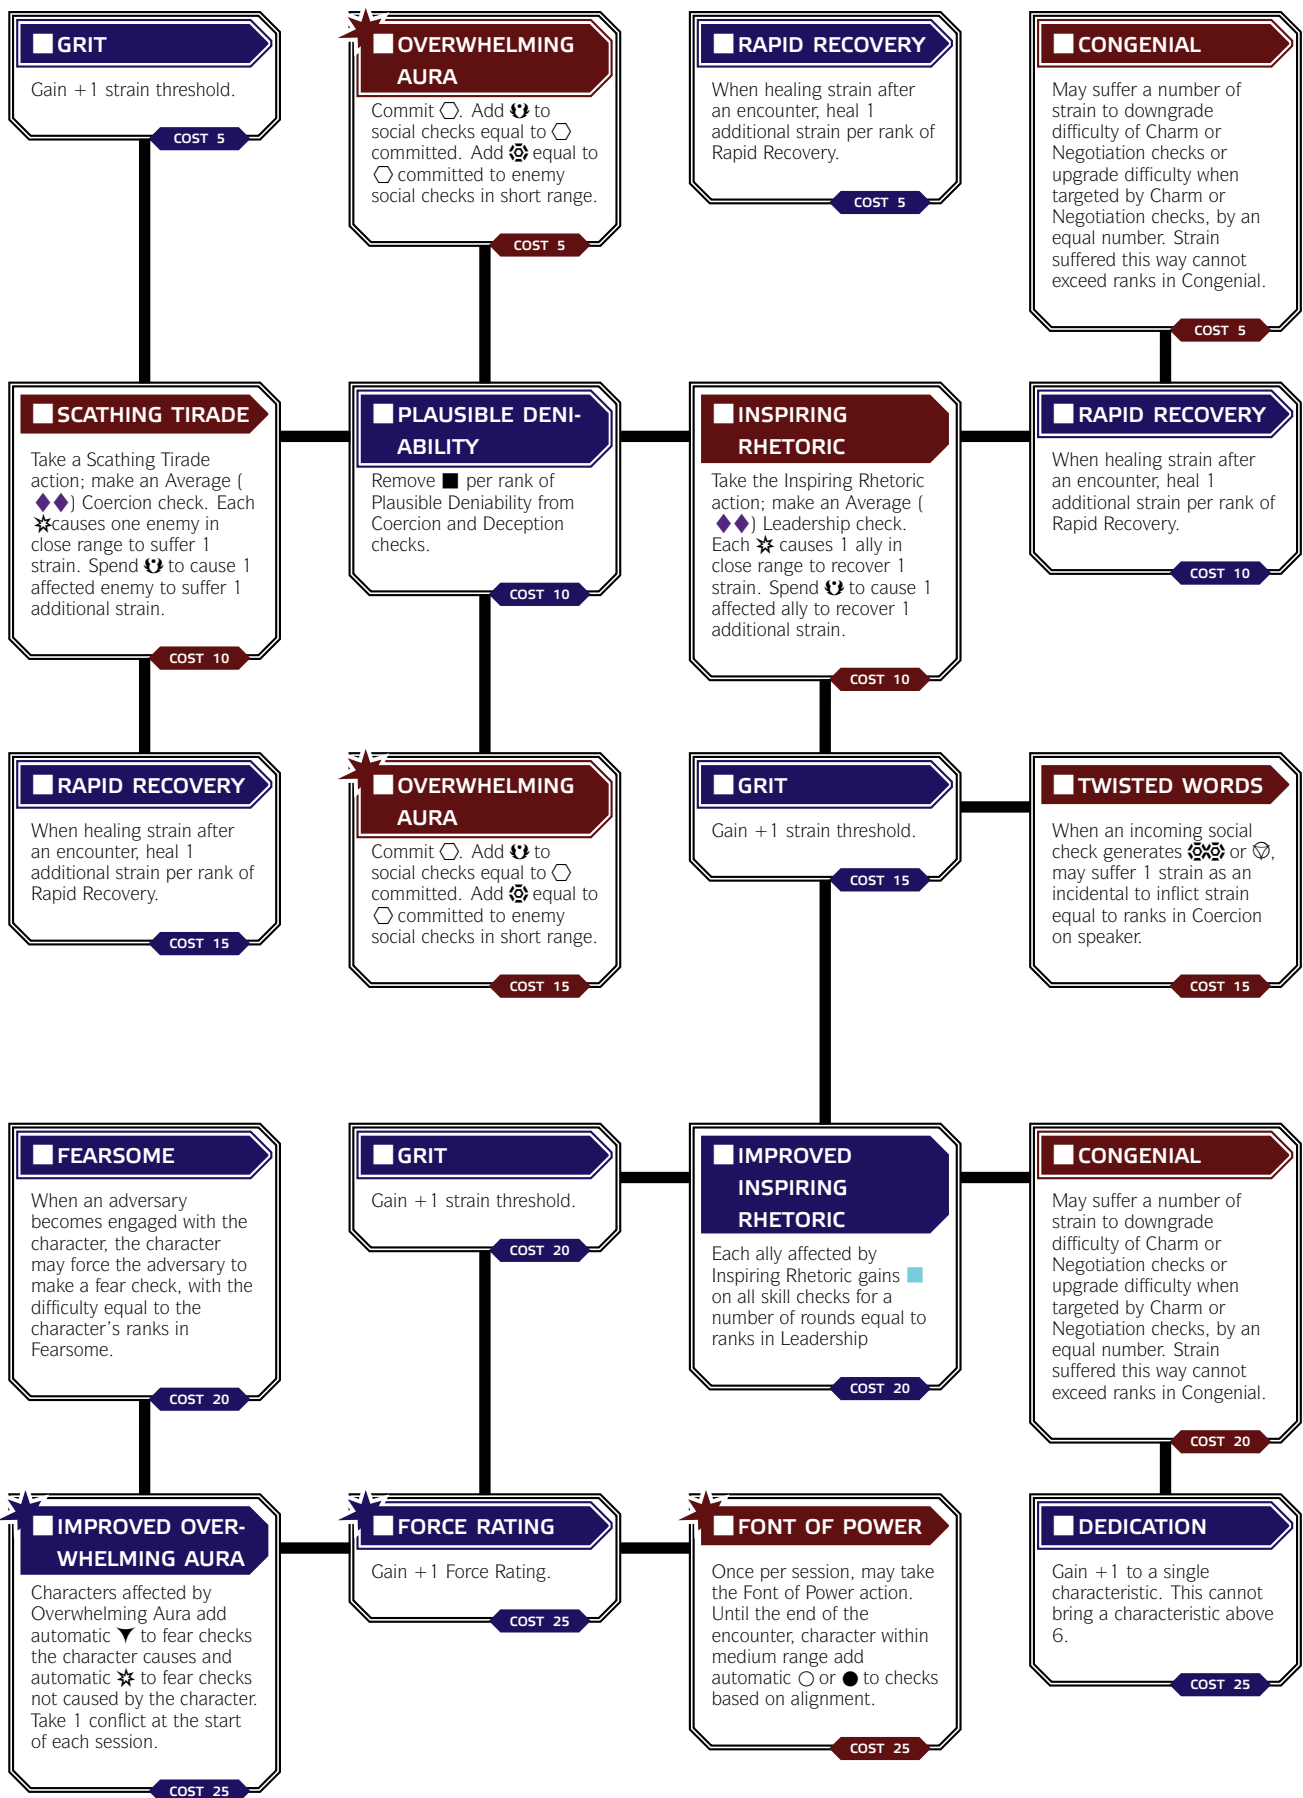 GRIT
Gain +1 strain threshold.
COST 5
OVERWHELMING
AURA
Commit ⬡. Add to
social checks equal to ⬡
committed. Add equal to
⬡ committed to enemy
social checks in short range.
COST 5
RAPID RECOVERY
When healing strain after
an encounter, heal 1
additional strain per rank of
Rapid Recovery.
COST 5
CONGENIAL
May suffer a number of
strain to downgrade
difficulty of Charm or
Negotiation checks or
upgrade difficulty when
targeted by Charm or
Negotiation checks, by an
equal number. Strain
suffered this way cannot
exceed ranks in Congenial.
COST 5
SCATHING TIRADE
Take a Scathing Tirade
action; make an Average (
◆◆) Coercion check. Each
causes one enemy in
close range to suffer 1
strain. Spend to cause 1
affected enemy to suffer 1
additional strain.
COST 10
PLAUSIBLE DENI-
ABILITY
Remove ■ per rank of
Plausible Deniability from
Coercion and Deception
checks.
COST 10
INSPIRING
RHETORIC
Take the Inspiring Rhetoric
action; make an Average (
◆◆) Leadership check.
Each causes 1 ally in
close range to recover 1
strain. Spend to cause 1
affected ally to recover 1
additional strain.
COST 10
RAPID RECOVERY
When healing strain after
an encounter, heal 1
additional strain per rank of
Rapid Recovery.
COST 10
RAPID RECOVERY
When healing strain after
an encounter, heal 1
additional strain per rank of
Rapid Recovery.
COST 15
OVERWHELMING
AURA
Commit ⬡. Add to
social checks equal to ⬡
committed. Add equal to
⬡ committed to enemy
social checks in short range.
COST 15
GRIT
Gain +1 strain threshold.
COST 15
TWISTED WORDS
When an incoming social
check generates or ,
may suffer 1 strain as an
incidental to inflict strain
equal to ranks in Coercion
on speaker.
COST 15
FEARSOME
When an adversary
becomes engaged with the
character, the character
may force the adversary to
make a fear check, with the
difficulty equal to the
character's ranks in
Fearsome.
COST 20
GRIT
Gain +1 strain threshold.
COST 20
IMPROVED
INSPIRING
RHETORIC
Each ally affected by
Inspiring Rhetoric gains ■
on all skill checks for a
number of rounds equal to
ranks in Leadership
COST 20
CONGENIAL
May suffer a number of
strain to downgrade
difficulty of Charm or
Negotiation checks or
upgrade difficulty when
targeted by Charm or
Negotiation checks, by an
equal number. Strain
suffered this way cannot
exceed ranks in Congenial.
COST 20
IMPROVED OVER-
WHELMING AURA
Characters affected by
Overwhelming Aura add
automatic to fear checks
the character causes and
automatic to fear checks
not caused by the character.
Take 1 conflict at the start
of each session.
COST 25
FORCE RATING
Gain +1 Force Rating.
COST 25
FONT OF POWER
Once per session, may take
the Font of Power action.
Until the end of the
encounter, character within
medium range add
automatic ○ or ● to checks
based on alignment.
COST 25
DEDICATION
Gain +1 to a single
characteristic. This cannot
bring a characteristic above
6.
COST 25